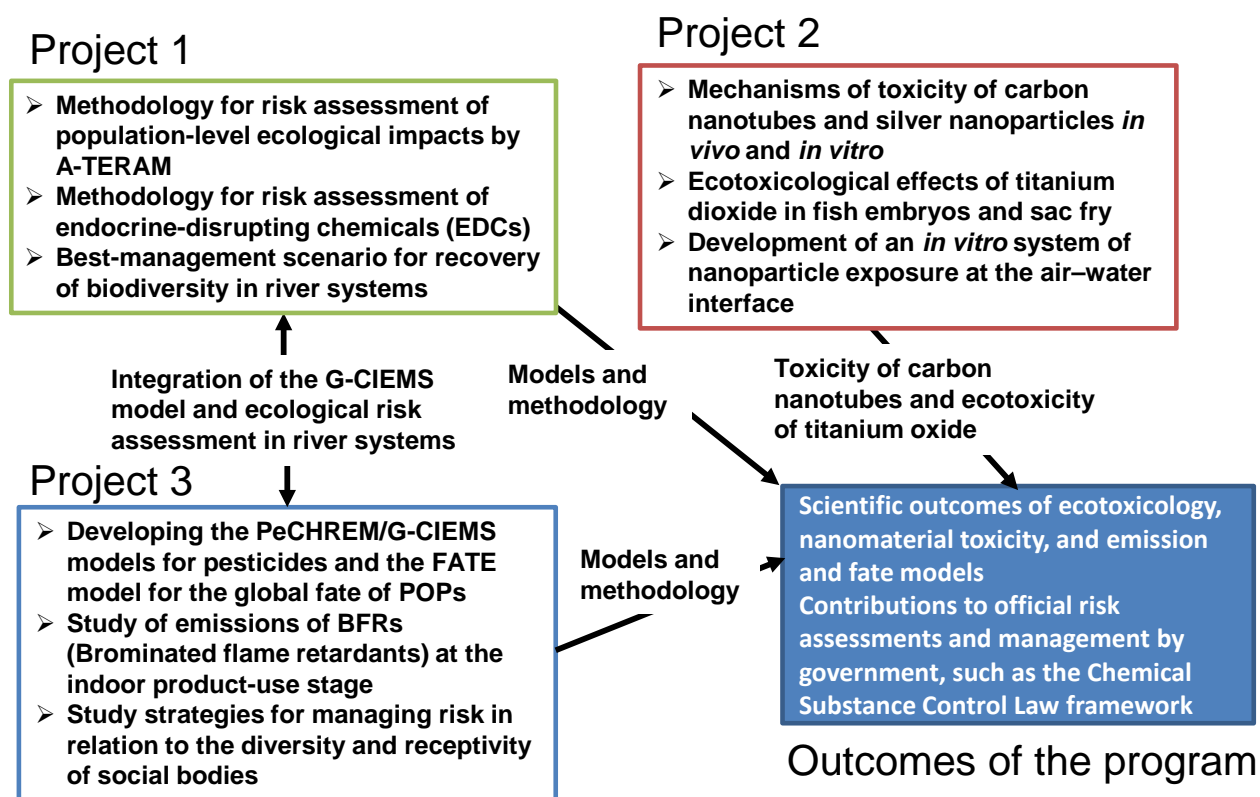 Project 1
➢ Methodology for risk assessment of
population-level ecological impacts by
A-TERAM
➢ Methodology for risk assessment of
endocrine-disrupting chemicals (EDCs)
➢ Best-management scenario for recovery
of biodiversity in river systems
Project 2
➢ Mechanisms of toxicity of carbon
nanotubes and silver nanoparticles in
vivo and in vitro
➢ Ecotoxicological effects of titanium
dioxide in fish embryos and sac fry
➢ Development of an in vitro system of
nanoparticle exposure at the air–water
interface
Integration of the G-CIEMS
model and ecological risk
assessment in river systems
Models and
methodology
Toxicity of carbon
nanotubes and ecotoxicity
of titanium oxide
Project 3
➢ Developing the PeCHREM/G-CIEMS
models for pesticides and the FATE
model for the global fate of POPs
➢ Study of emissions of BFRs
(Brominated flame retardants) at the
indoor product-use stage
➢ Study strategies for managing risk in
relation to the diversity and receptivity
of social bodies
Models and
methodology
Scientific outcomes of ecotoxicology,
nanomaterial toxicity, and emission
and fate models
Contributions to official risk
assessments and management by
government, such as the Chemical
Substance Control Law framework
Outcomes of the program